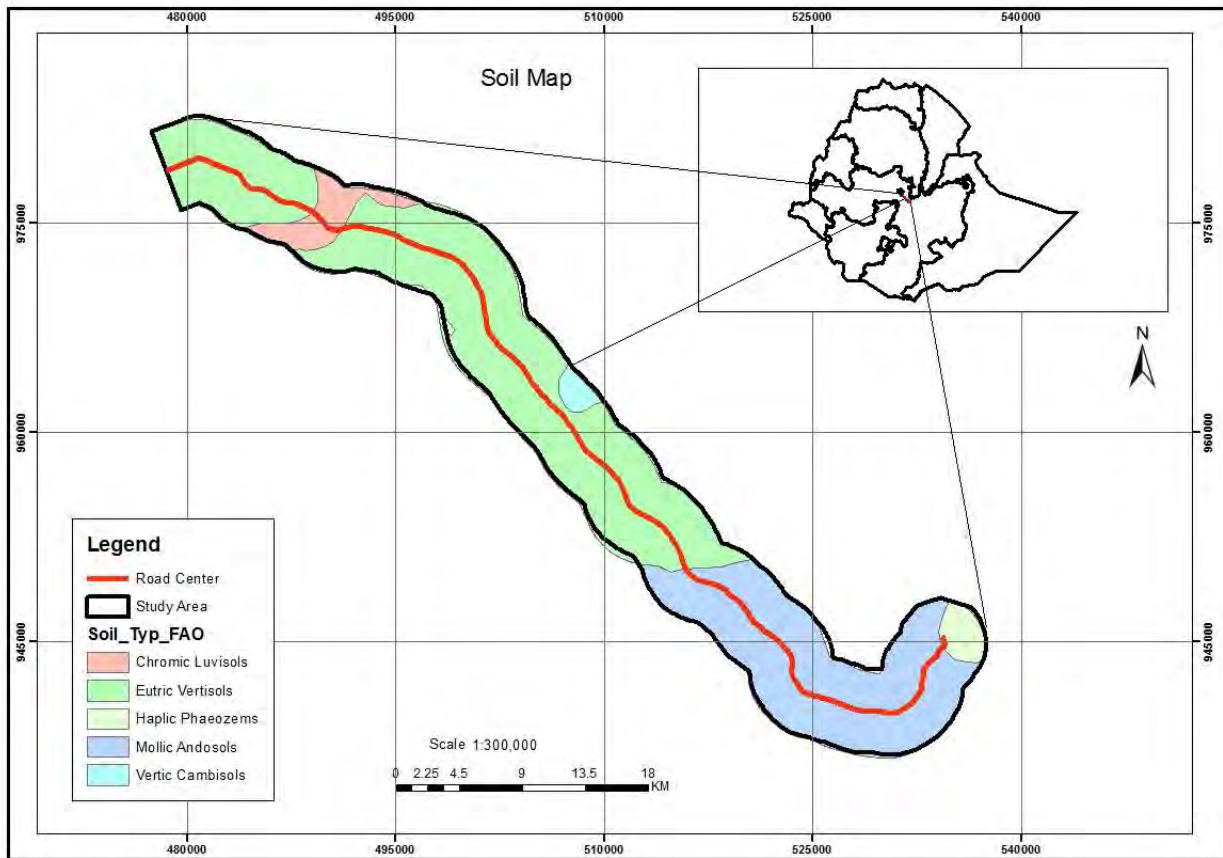 480000 495000 510000 525000 540000
Soil Map
975000 975000
N
960000 960000
Legend
Road Center
Study Area
Soil_Typ_FAO
Chromic Luvisols
Eutric Vertisols
Haplic Phaeozems
Mollic Andosols
Vertic Cambisols
945000 945000
Scale 1:300,000
0 2.25 4.5 9 13.5 18
KM
480000 495000 510000 525000 540000